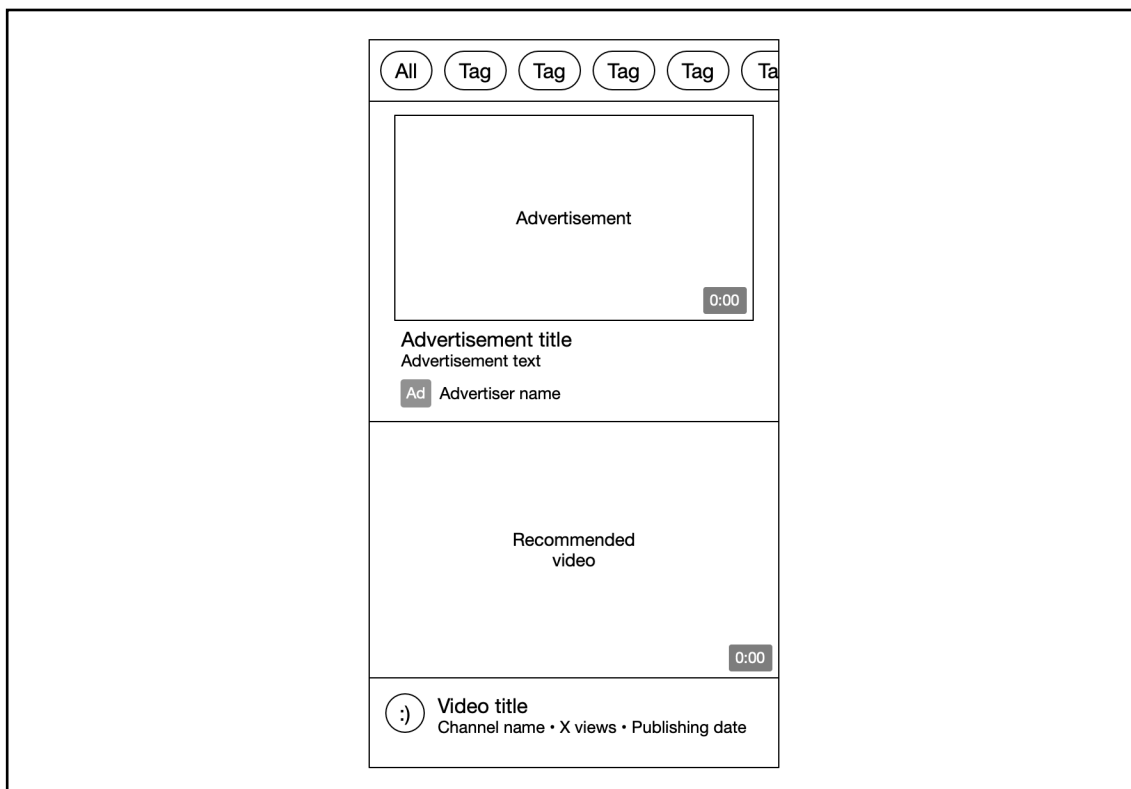 All Tag Tag Tag Tag Ta
Advertisement
0:00
Advertisement title
Advertisement text
Ad Advertiser name
Recommended
video
0:00
:) Video title
Channel name • X views • Publishing date